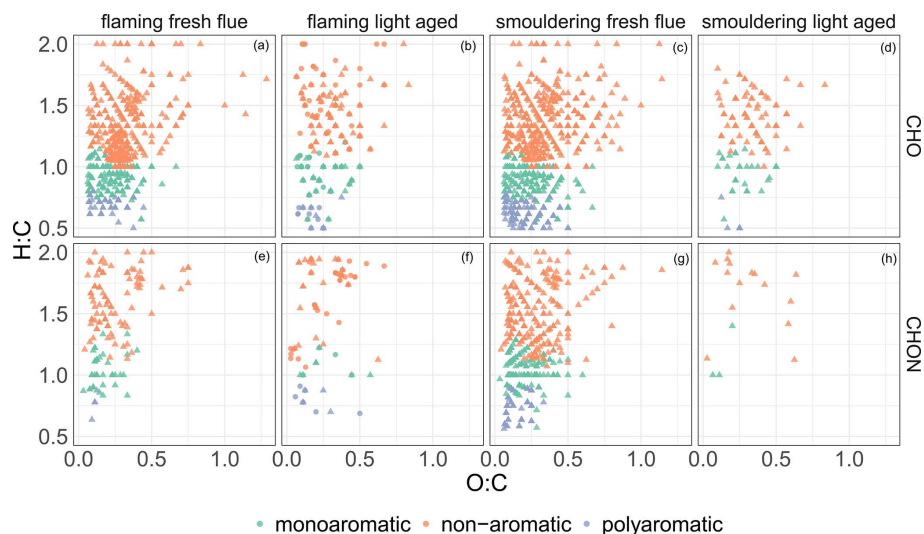 flaming fresh flue flaming light aged smouldering fresh flue smouldering light aged
2.0 (a) (b) (c) (d)
1.5
CHO
1.0
0.5
H:C
2.0 (e) (f) (g) (h)
1.5
CHON
1.0
0.5
0.0 0.5 1.0 0.0 0.5 1.0 0.0 0.5 1.0 0.0 0.5 1.0
O:C
monoaromatic non−aromatic polyaromatic